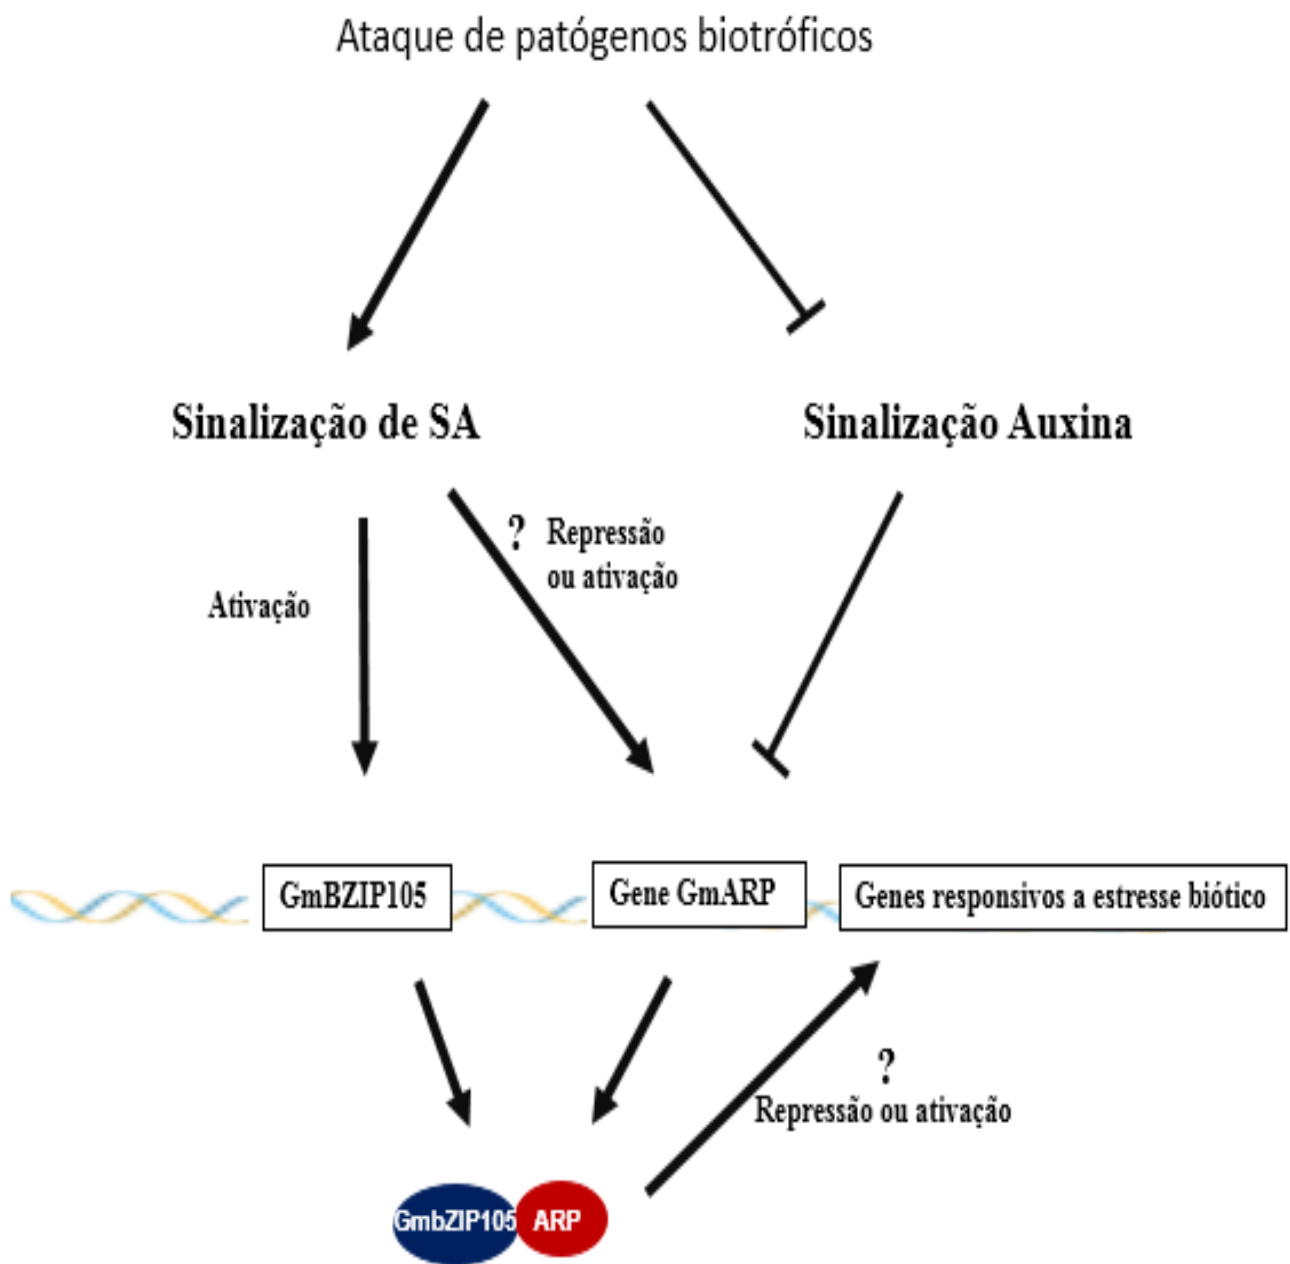 Ataque de patógenos biotróficos
Sinalização de SA
Sinalização Auxina
? Repressão
ou ativação
Ativação
GmBZIP105
Gene GmARP
Genes responsivos a estresse biótico
?
Repressão ou ativação
GmbZIP105
ARP